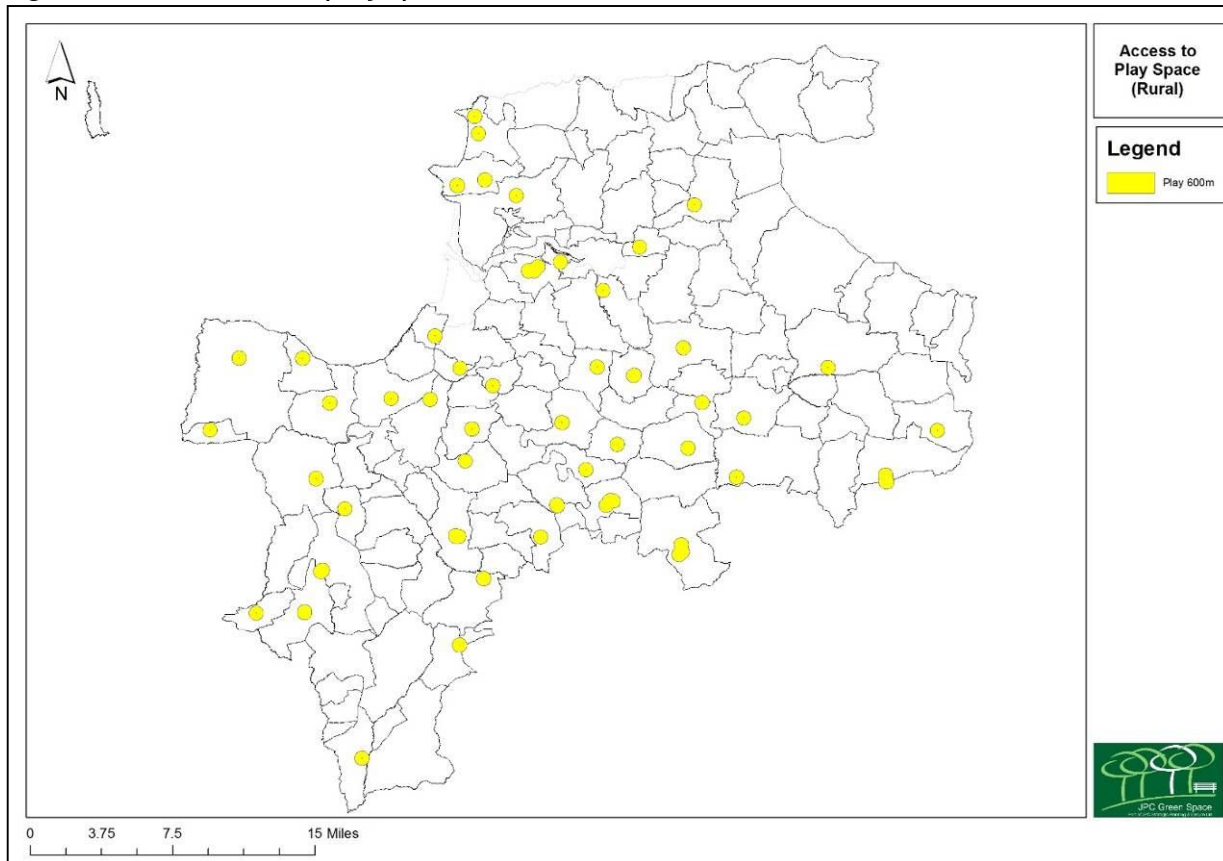 N
Access to
Play Space
(Rural)
Legend
Play 600m
JPC Green Space
0 3.75 7.5 15 Miles